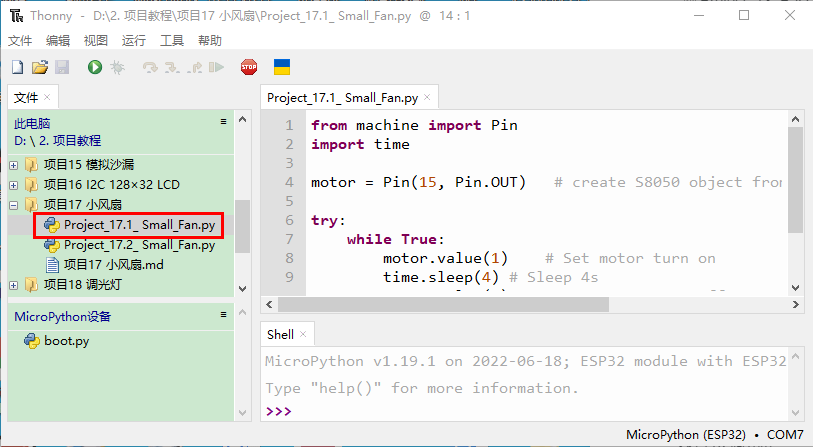 Thonny - D:\2. 项目教程\项目17 小风扇\Project_17.1_ Small_Fan.py @ 14 : 1
文件 编辑 视图 运行 工具 帮助
STOP
文件 ×
此电脑
D: \ 2. 项目教程
项目15 模拟沙漏
项目16 I2C 128×32 LCD
项目17 小风扇
Project_17.1_ Small_Fan.py
Project_17.2_ Small_Fan.py
项目17 小风扇.md
项目18 调光灯
MicroPython设备
boot.py
Project_17.1_ Small_Fan.py ×
1 from machine import Pin
2 import time
3
4 motor = Pin(15, Pin.OUT) # create S8050 object from
5
6 try:
7 while True:
8 motor.value(1) # Set motor turn on
9 time.sleep(4) # Sleep 4s
Shell ×
MicroPython v1.19.1 on 2022-06-18; ESP32 module with ESP32
Type "help()" for more information.
>>>
MicroPython (ESP32) • COM7